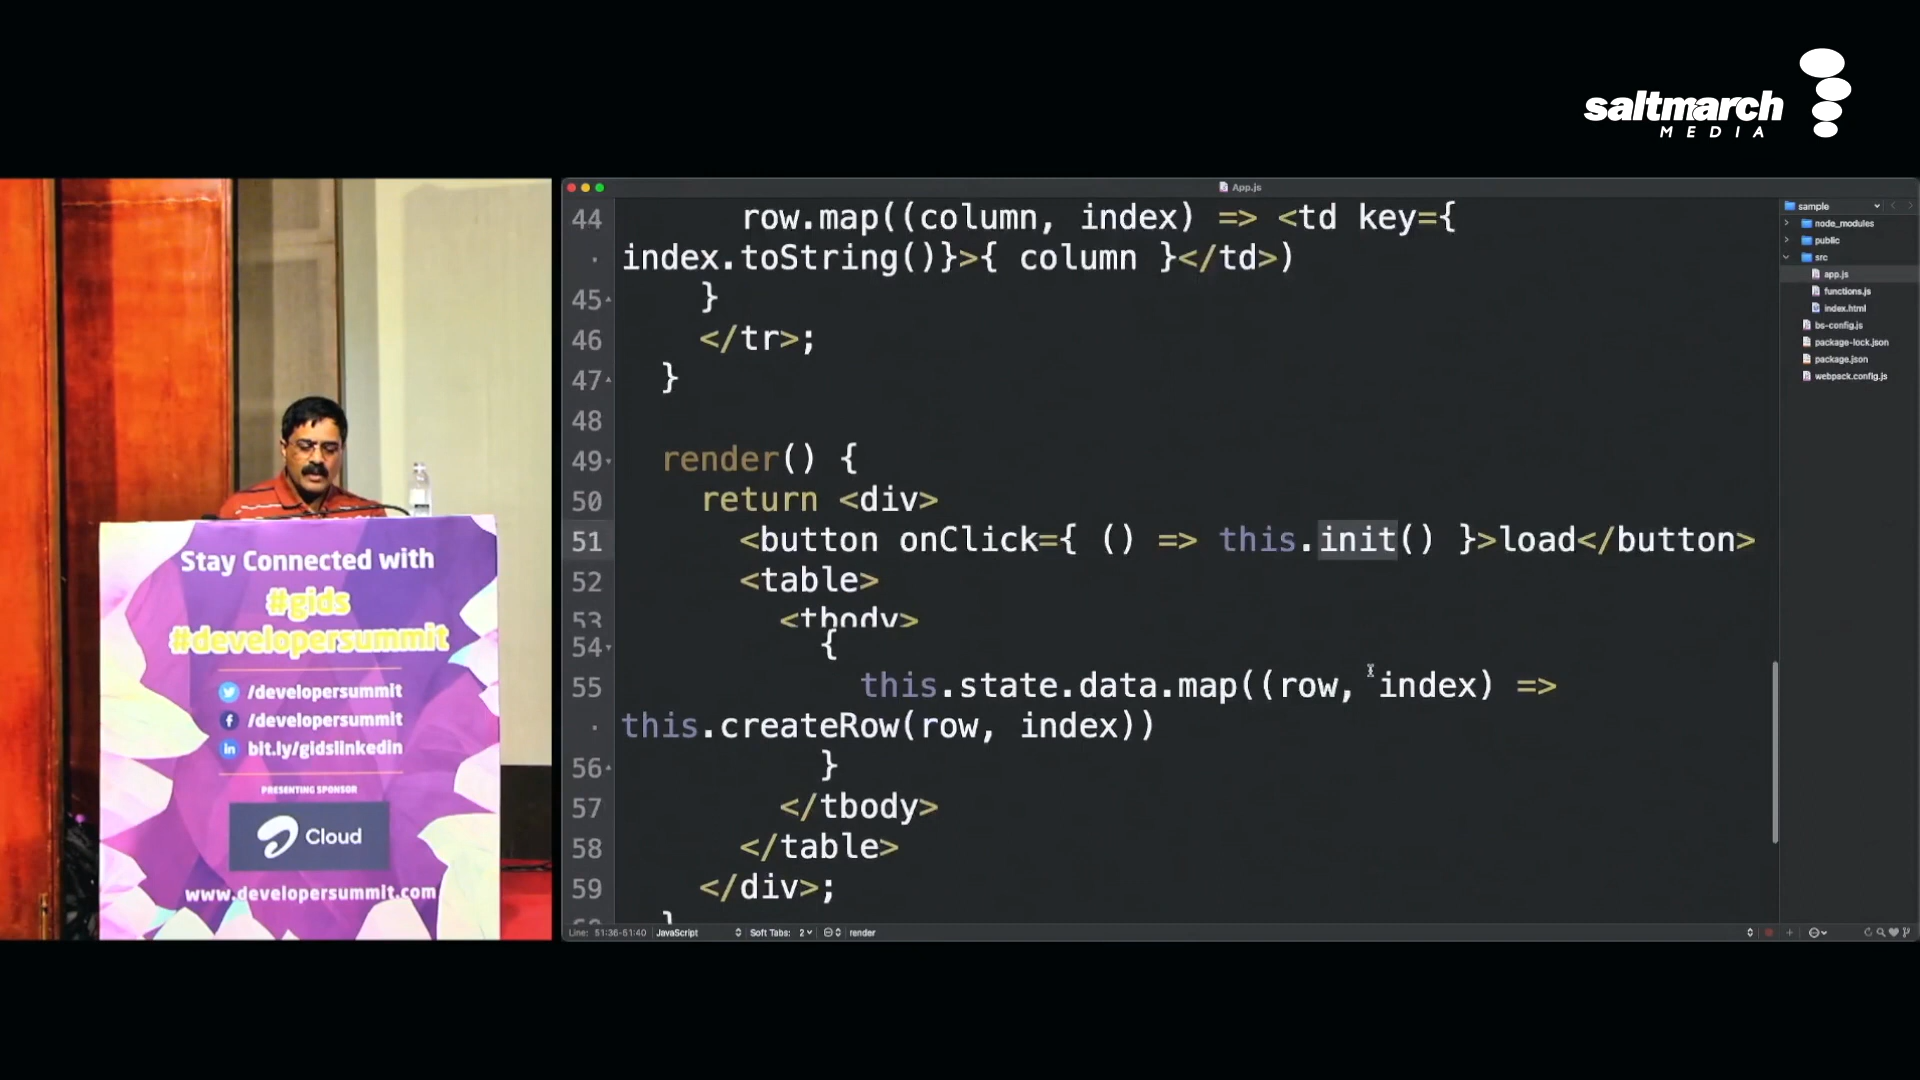 saltmarch
MEDIA
Stay Connected with
#gids
#developersummit
/developersummit
/developersummit
bit.ly/gidslinkedin
PRESENTING SPONSOR
Cloud
www.developersummit.com
App.js
44 row.map((column, index) => <td key={
· index.toString()}>{ column }</td>)
45 }
46 </tr>;
47 }
48
49 render() {
50 return <div>
51 <button onClick={ () => this.init() }>load</button>
52 <table>
53 <tbody>
54 {
55 this.state.data.map((row, index) =>
· this.createRow(row, index))
56 }
57 </tbody>
58 </table>
59 </div>;
}
Line: 51:36-51:40 JavaScript Soft Tabs: 2 render
sample
node_modules
public
src
app.js
functions.js
index.html
bs-config.js
package-lock.json
package.json
webpack.config.js